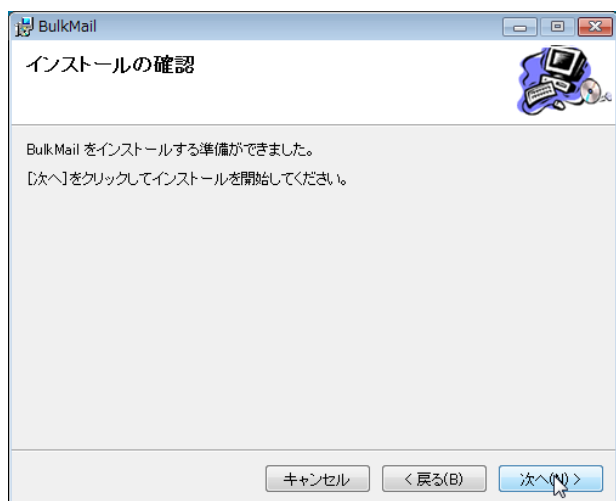 BulkMail
インストールの確認
BulkMail をインストールする準備ができました。
[次へ]をクリックしてインストールを開始してください。
キャンセル
< 戻る(B)
次へ(N) >